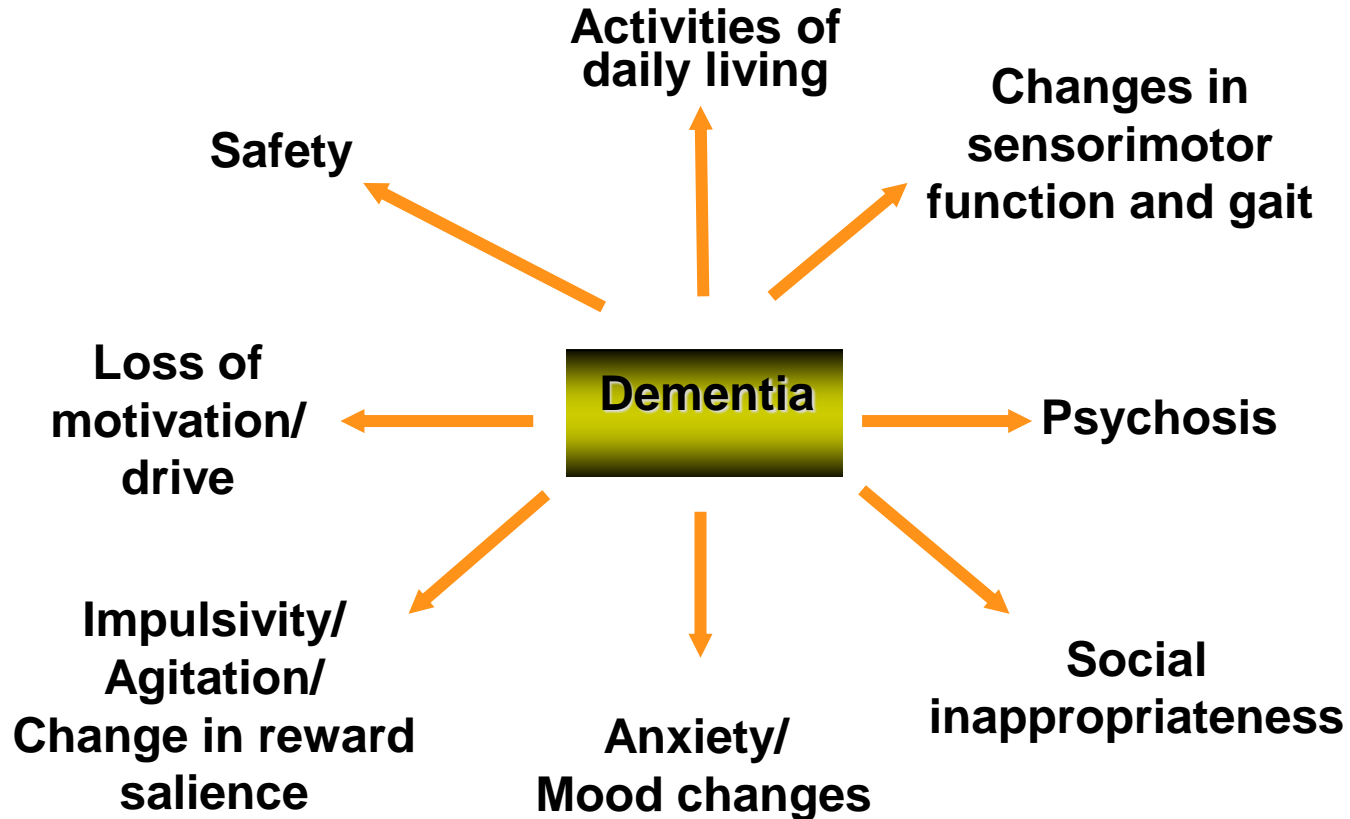 Activities of
daily living
Changes in
sensorimotor
function and gait
Safety
Loss of
motivation/
drive
Dementia
Psychosis
Impulsivity/
Agitation/
Change in reward
salience
Anxiety/
Mood changes
Social
inappropriateness